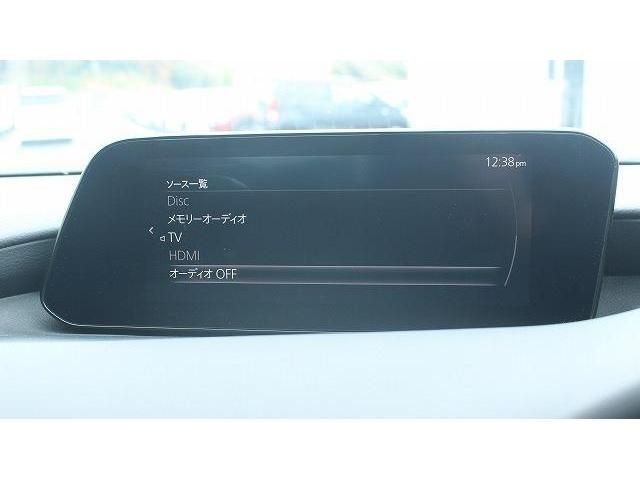 12:38pm
ソース一覧
Disc
メモリーオーディオ
TV
HDMI
オーディオ OFF